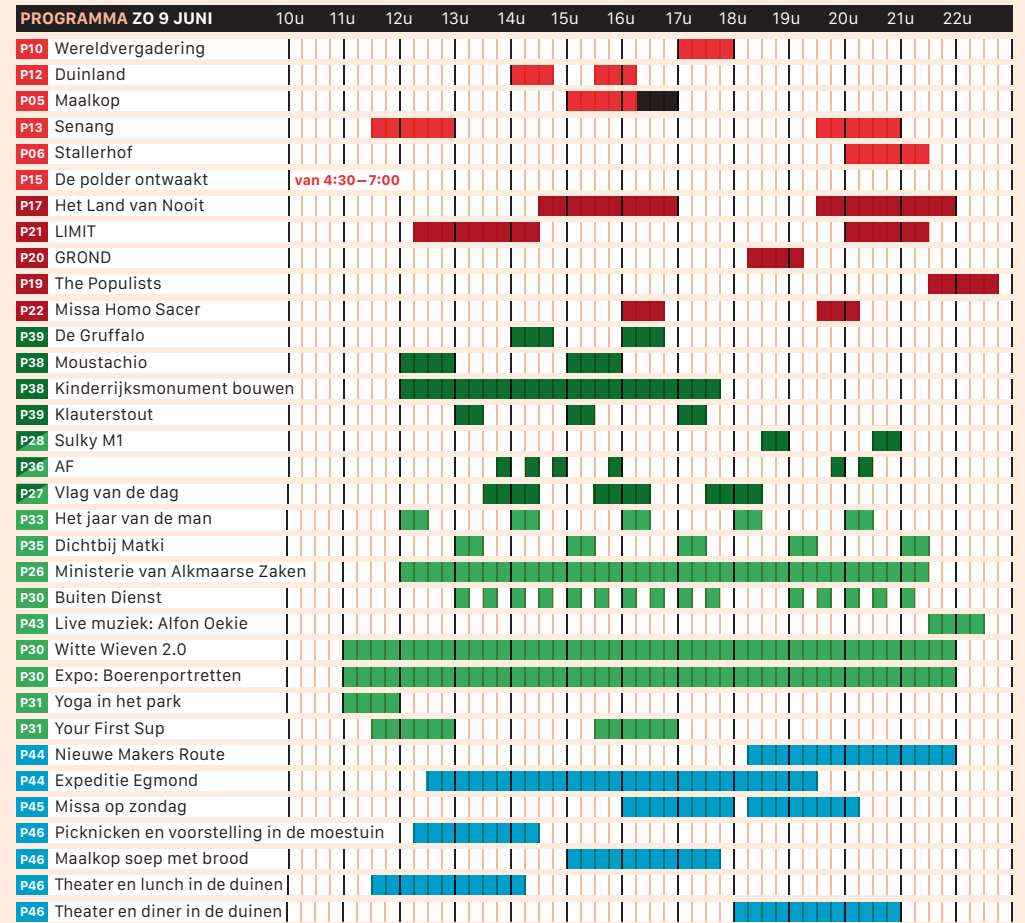 PROGRAMMA ZO 9 JUNI 10u 11u 12u 13u 14u 15u 16u 17u 18u 19u 20u 21u 22u
P10 Wereldvergadering
P12 Duinland
P05 Maalkop
P13 Senang
P06 Stallerhof
P15 De polder ontwaakt van 4:30–7:00
P17 Het Land van Nooit
P21 LIMIT
P20 GROND
P19 The Populists
P22 Missa Homo Sacer
P39 De Gruffalo
P38 Moustachio
P38 Kinderrijksmonument bouwen
P39 Klauterstout
P28 Sulky M1
P36 AF
P27 Vlag van de dag
P33 Het jaar van de man
P35 Dichtbij Matki
P26 Ministerie van Alkmaarse Zaken
P30 Buiten Dienst
P43 Live muziek: Alfon Oekie
P30 Witte Wieven 2.0
P30 Expo: Boerenportretten
P31 Yoga in het park
P31 Your First Sup
P44 Nieuwe Makers Route
P44 Expeditie Egmond
P45 Missa op zondag
P46 Picknicken en voorstelling in de moestuin
P46 Maalkop soep met brood
P46 Theater en lunch in de duinen
P46 Theater en diner in de duinen